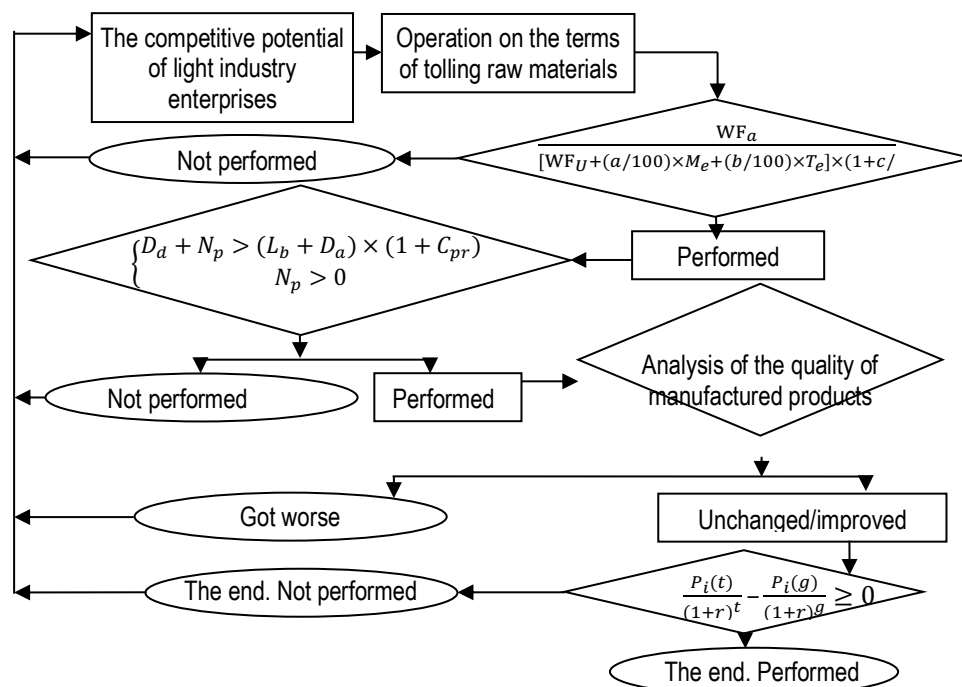 The competitive potential
of light industry
enterprises
Operation on the terms
of tolling raw materials
WF_a
[WF_U+(a/100)×M_e+(b/100)×T_e]×(1+c/
Not performed
Performed
{D_d + N_p > (L_b + D_a) × (1 + C_pr)
N_p > 0
Analysis of the quality of
manufactured products
Not performed
Performed
Got worse
Unchanged/improved
The end. Not performed
P_i(t)/(1+r)^t − P_i(g)/(1+r)^g ≥ 0
The end. Performed